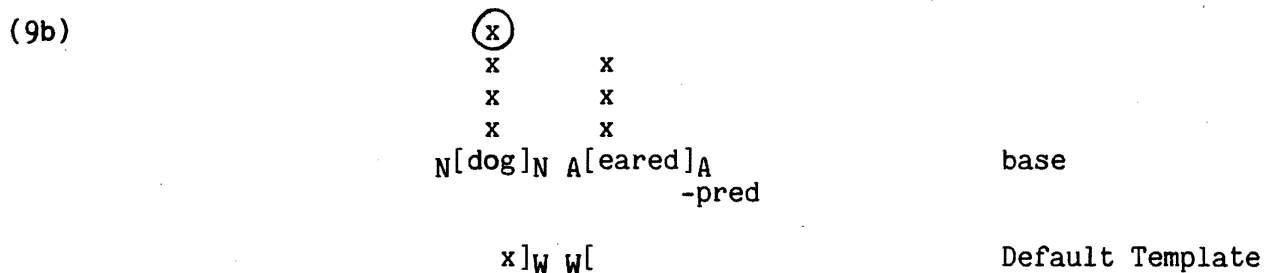 (9b) x
x x
x x
x x
N[dog]N A[eared]A base
-pred
x]W W[ Default Template